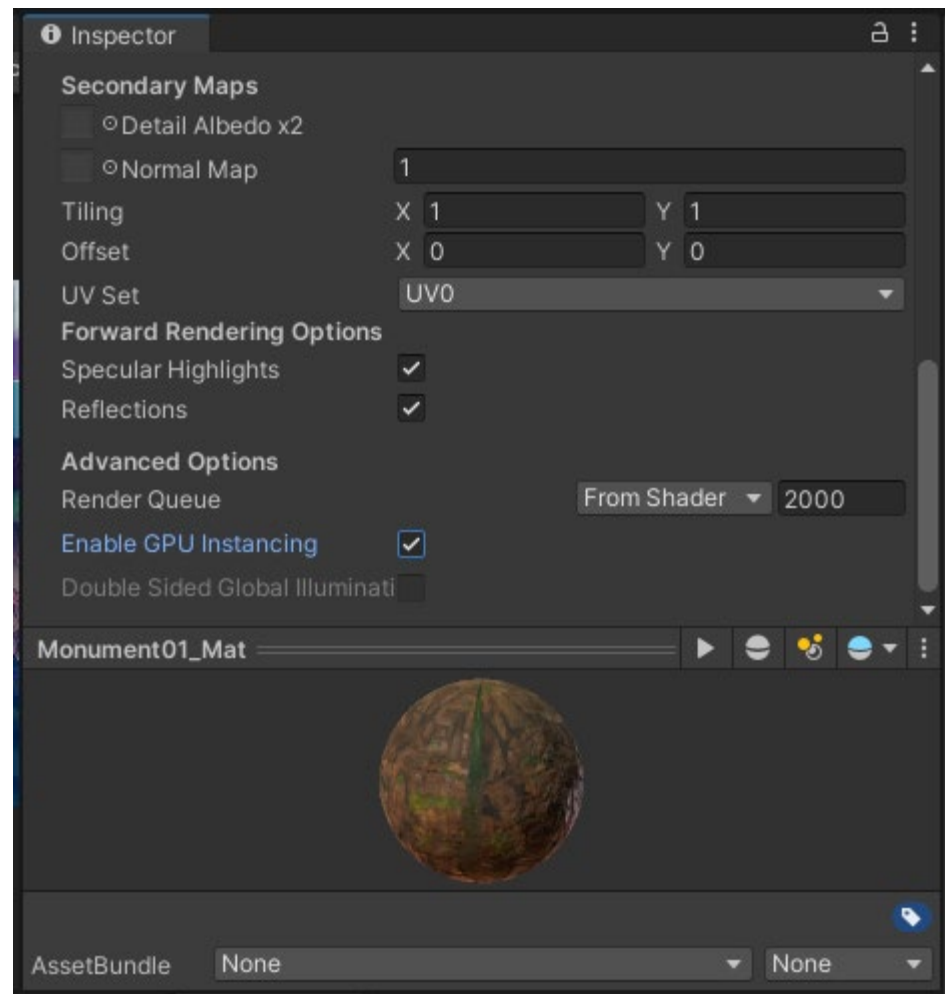 Inspector
Secondary Maps
Detail Albedo x2
Normal Map 1
Tiling X 1 Y 1
Offset X 0 Y 0
UV Set UV0
Forward Rendering Options
Specular Highlights
Reflections
Advanced Options
Render Queue From Shader 2000
Enable GPU Instancing
Double Sided Global Illuminati
Monument01_Mat
AssetBundle None None